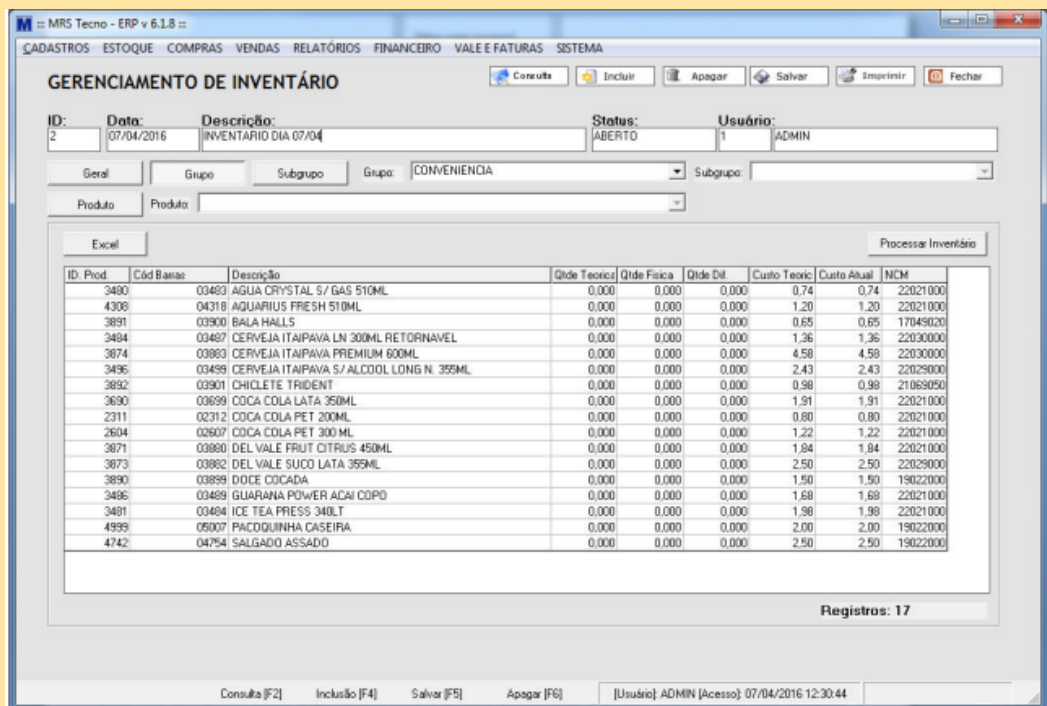 :: MRS Tecno - ERP v 6.1.8 ::
CADASTROS ESTOQUE COMPRAS VENDAS RELATÓRIOS FINANCEIRO VALE E FATURAS SISTEMA
GERENCIAMENTO DE INVENTÁRIO Consulta Incluir Apagar Salvar Imprimir Fechar
ID: Data: Descrição: Status: Usuário:
2 07/04/2016 INVENTARIO DIA 07/04 ABERTO 1 ADMIN
Geral Grupo Subgrupo Grupo: CONVENIENCIA Subgrupo:
Produto Produto:
Excel Processar Inventário
ID. Prod. Cód Barras Descrição Qtde Teorica Qtde Fisica Qtde Dif. Custo Teoric Custo Atual NCM
3480 03483 AGUA CRYSTAL S/ GAS 510ML 0,000 0,000 0,000 0,74 0,74 22021000
4308 04318 AQUARIUS FRESH 510ML 0,000 0,000 0,000 1,20 1,20 22021000
3891 03900 BALA HALLS 0,000 0,000 0,000 0,65 0,65 17049020
3484 03487 CERVEJA ITAIPAVA LN 300ML RETORNAVEL 0,000 0,000 0,000 1,36 1,36 22030000
3874 03883 CERVEJA ITAIPAVA PREMIUM 600ML 0,000 0,000 0,000 4,58 4,58 22030000
3496 03499 CERVEJA ITAIPAVA S/ ALCOOL LONG N. 355ML 0,000 0,000 0,000 2,43 2,43 22029000
3892 03901 CHICLETE TRIDENT 0,000 0,000 0,000 0,98 0,98 21069050
3690 03699 COCA COLA LATA 350ML 0,000 0,000 0,000 1,91 1,91 22021000
2311 02312 COCA COLA PET 200ML 0,000 0,000 0,000 0,80 0,80 22021000
2604 02607 COCA COLA PET 300 ML 0,000 0,000 0,000 1,22 1,22 22021000
3871 03880 DEL VALE FRUT CITRUS 450ML 0,000 0,000 0,000 1,84 1,84 22021000
3873 03882 DEL VALE SUCO LATA 355ML 0,000 0,000 0,000 2,50 2,50 22029000
3890 03899 DOCE COCADA 0,000 0,000 0,000 1,50 1,50 19022000
3486 03489 GUARANA POWER ACAI COPO 0,000 0,000 0,000 1,68 1,68 22021000
3481 03484 ICE TEA PRESS 340LT 0,000 0,000 0,000 1,98 1,98 22021000
4999 05007 PACOQUINHA CASEIRA 0,000 0,000 0,000 2,00 2,00 19022000
4742 04754 SALGADO ASSADO 0,000 0,000 0,000 2,50 2,50 19022000
Registros: 17
Consulta [F2] Inclusão [F4] Salvar [F5] Apagar [F6] [Usuário]: ADMIN [Acesso]: 07/04/2016 12:30:44